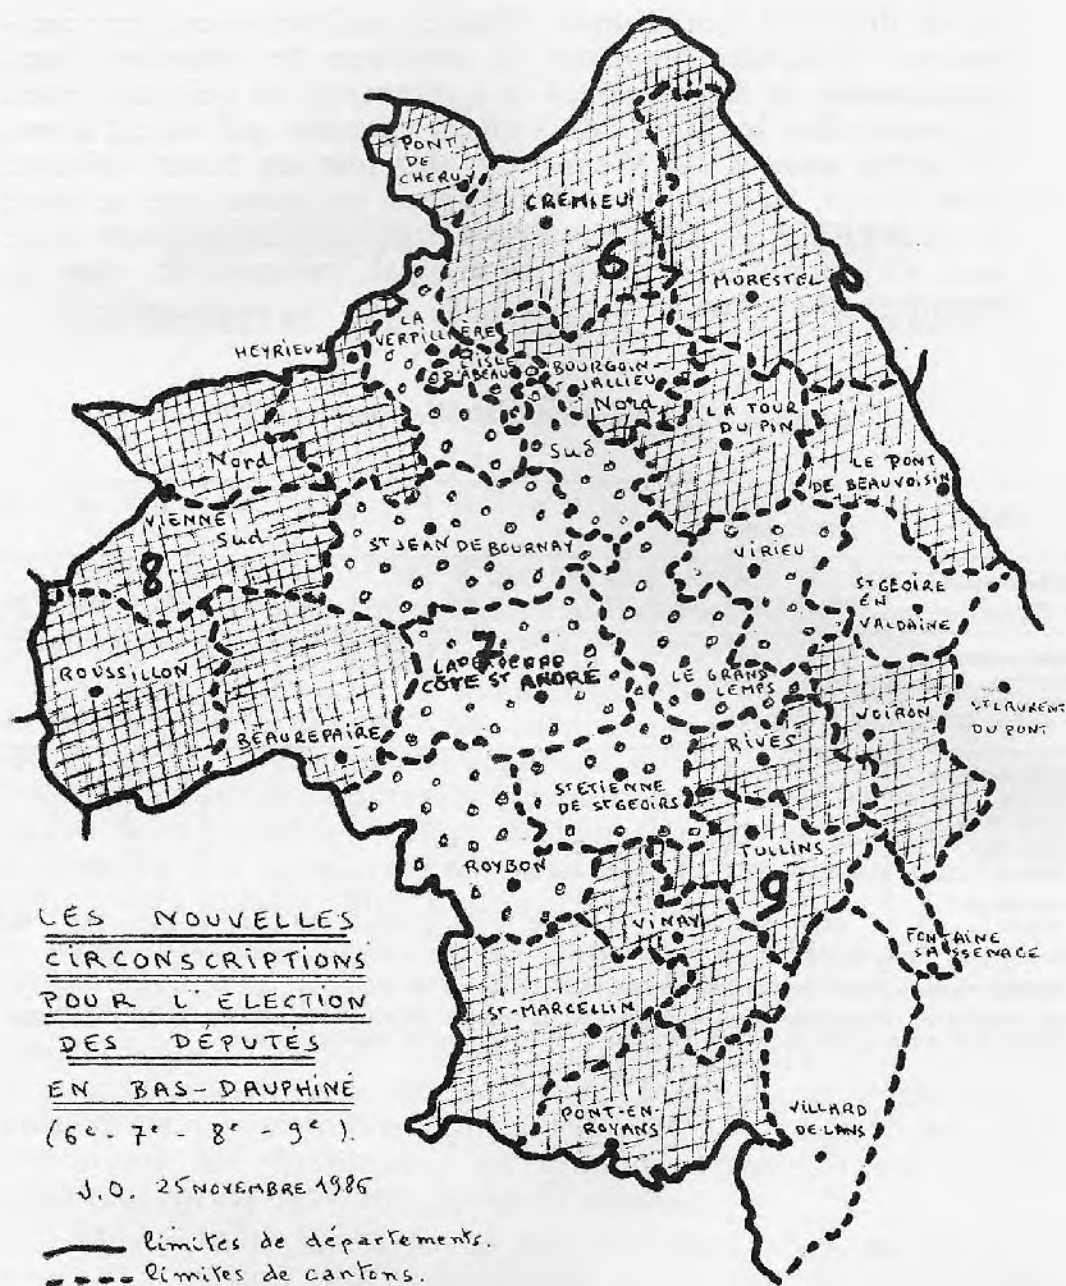 PONT
DE
CHERUY
CRÉMIEU
6
MORESTEL
LA
VERPILLIERE
HEYRIEUX
L'ISLE
D'ABEAU
BOURGOIN-
JALLIEU
Nord
LA TOUR
DU PIN
Sud
Nord
LE PONT
DE BEAUVOISIN
VIENNE
Sud
ST JEAN DE BOURNAY
VIRIEU
8
ST GEOIRE
EN
VALDAINE
7
ROUSSILLON
LA
CÔTE ST ANDRÉ
LE GRAND
LEMPS
ST LAURENT
DU PONT
VOIRON
BEAUREPAIRE
RIVES
ST ETIENNE
DE ST GEOIRS
TULLINS
ROYBON
9
VINAY
FONTAINE
SASSENAGE
ST-MARCELLIN
PONT-EN-
ROYANS
VILLARD
DE-LANS
LES NOUVELLES
CIRCONSCRIPTIONS
POUR L'ELECTION
DES DÉPUTÉS
EN BAS-DAUPHINÉ
(6e - 7e - 8e - 9e).
J.O. 25 NOVEMBRE 1986
limites de départements.
limites de cantons.